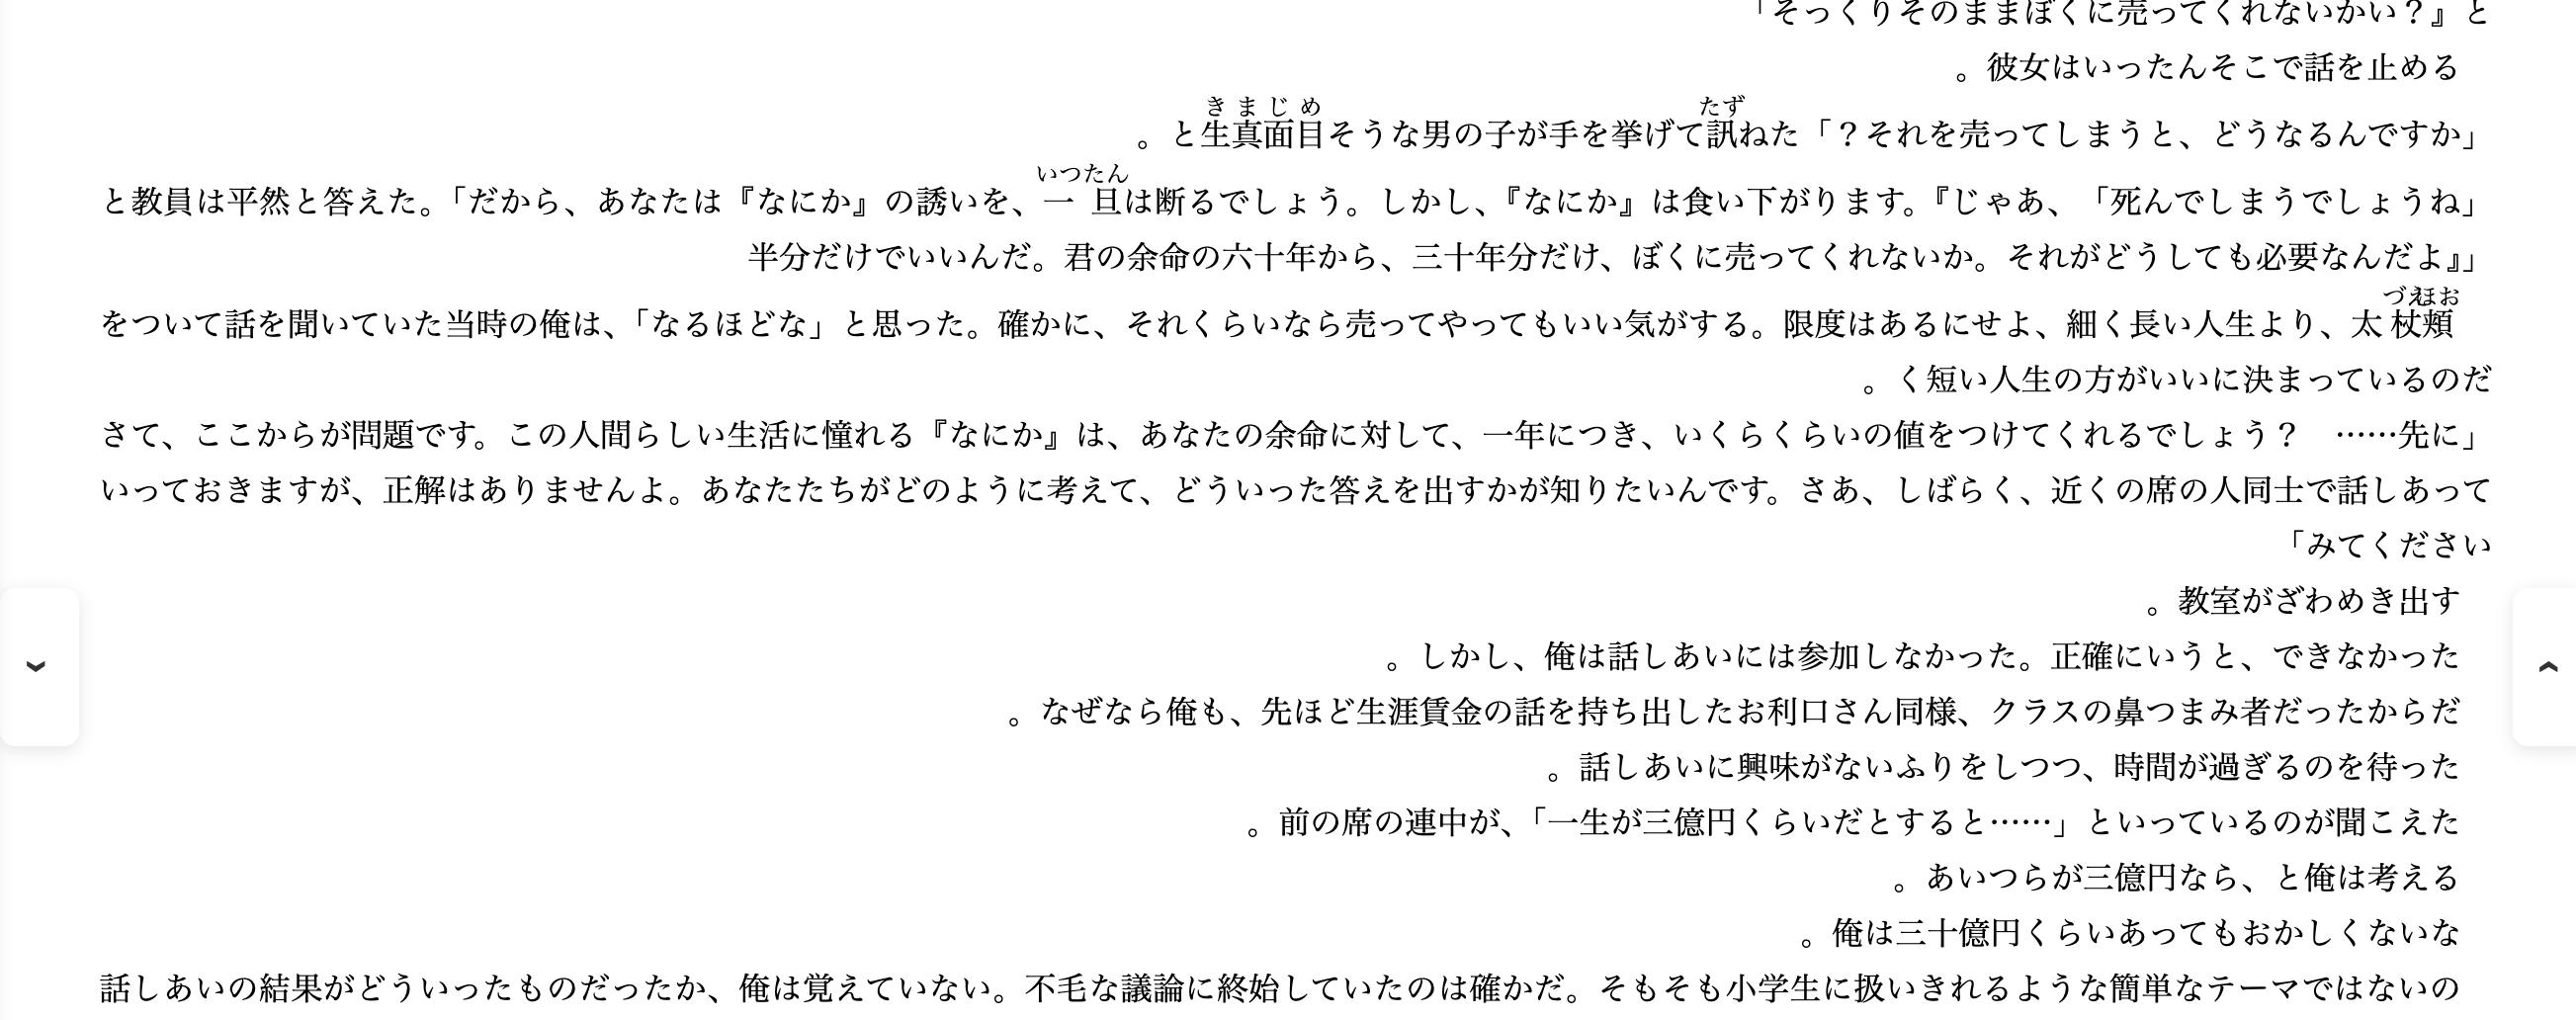 「そっくりそのままぼくに売ってくれないかい？』と
。彼女はいったんそこで話を止める
きまじめ たず
。と生真面目そうな男の子が手を挙げて訊ねた「？それを売ってしまうと、どうなるんですか」
いつたん
と教員は平然と答えた。「だから、あなたは『なにか』の誘いを、一旦は断るでしょう。しかし、『なにか』は食い下がります。『じゃあ、「死んでしまうでしょうね」
半分だけでいいんだ。君の余命の六十年から、三十年分だけ、ぼくに売ってくれないか。それがどうしても必要なんだよ』」
づえほお
をついて話を聞いていた当時の俺は、「なるほどな」と思った。確かに、それくらいなら売ってやってもいい気がする。限度はあるにせよ、細く長い人生より、太杖頬
。く短い人生の方がいいに決まっているのだ
さて、ここからが問題です。この人間らしい生活に憧れる『なにか』は、あなたの余命に対して、一年につき、いくらくらいの値をつけてくれるでしょう？　……先に」
いっておきますが、正解はありませんよ。あなたたちがどのように考えて、どういった答えを出すかが知りたいんです。さあ、しばらく、近くの席の人同士で話しあって
「みてください
。教室がざわめき出す
。しかし、俺は話しあいには参加しなかった。正確にいうと、できなかった
。なぜなら俺も、先ほど生涯賃金の話を持ち出したお利口さん同様、クラスの鼻つまみ者だったからだ
。話しあいに興味がないふりをしつつ、時間が過ぎるのを待った
。前の席の連中が、「一生が三億円くらいだとすると……」といっているのが聞こえた
。あいつらが三億円なら、と俺は考える
。俺は三十億円くらいあってもおかしくないな
話しあいの結果がどういったものだったか、俺は覚えていない。不毛な議論に終始していたのは確かだ。そもそも小学生に扱いきれるような簡単なテーマではないの